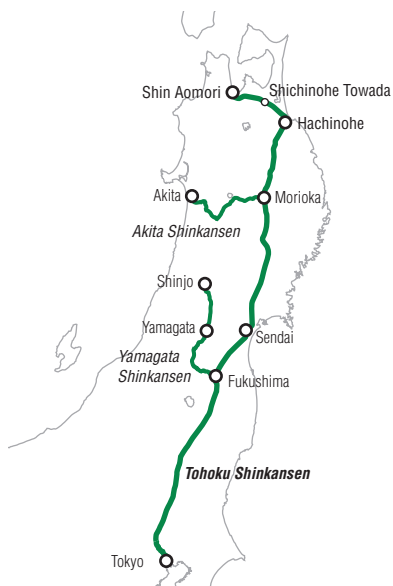 Shin Aomori
Shichinohe Towada
Hachinohe
Akita
Morioka
Akita Shinkansen
Shinjo
Yamagata
Sendai
Yamagata
Shinkansen
Fukushima
Tohoku Shinkansen
Tokyo